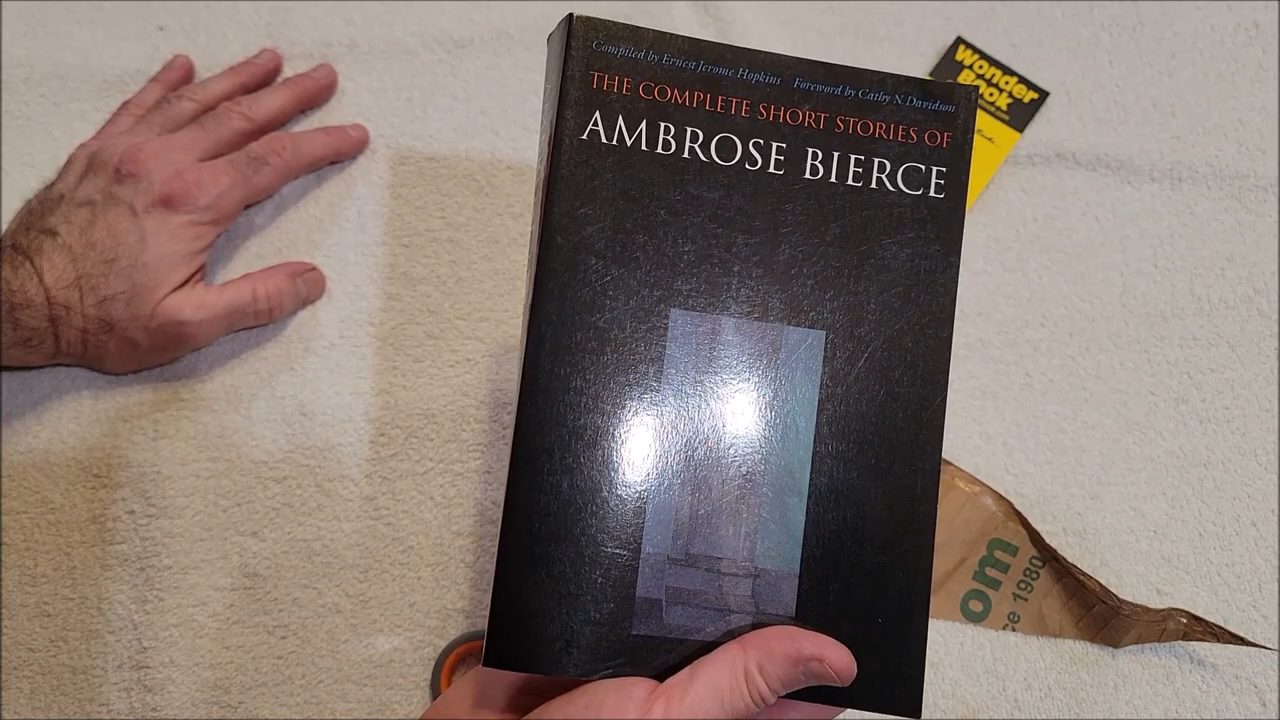 Compiled by Ernest Jerome Hopkins Foreword by Cathy N. Davidson
THE COMPLETE SHORT STORIES OF
AMBROSE BIERCE
Wonder
Book
om
ce 1980